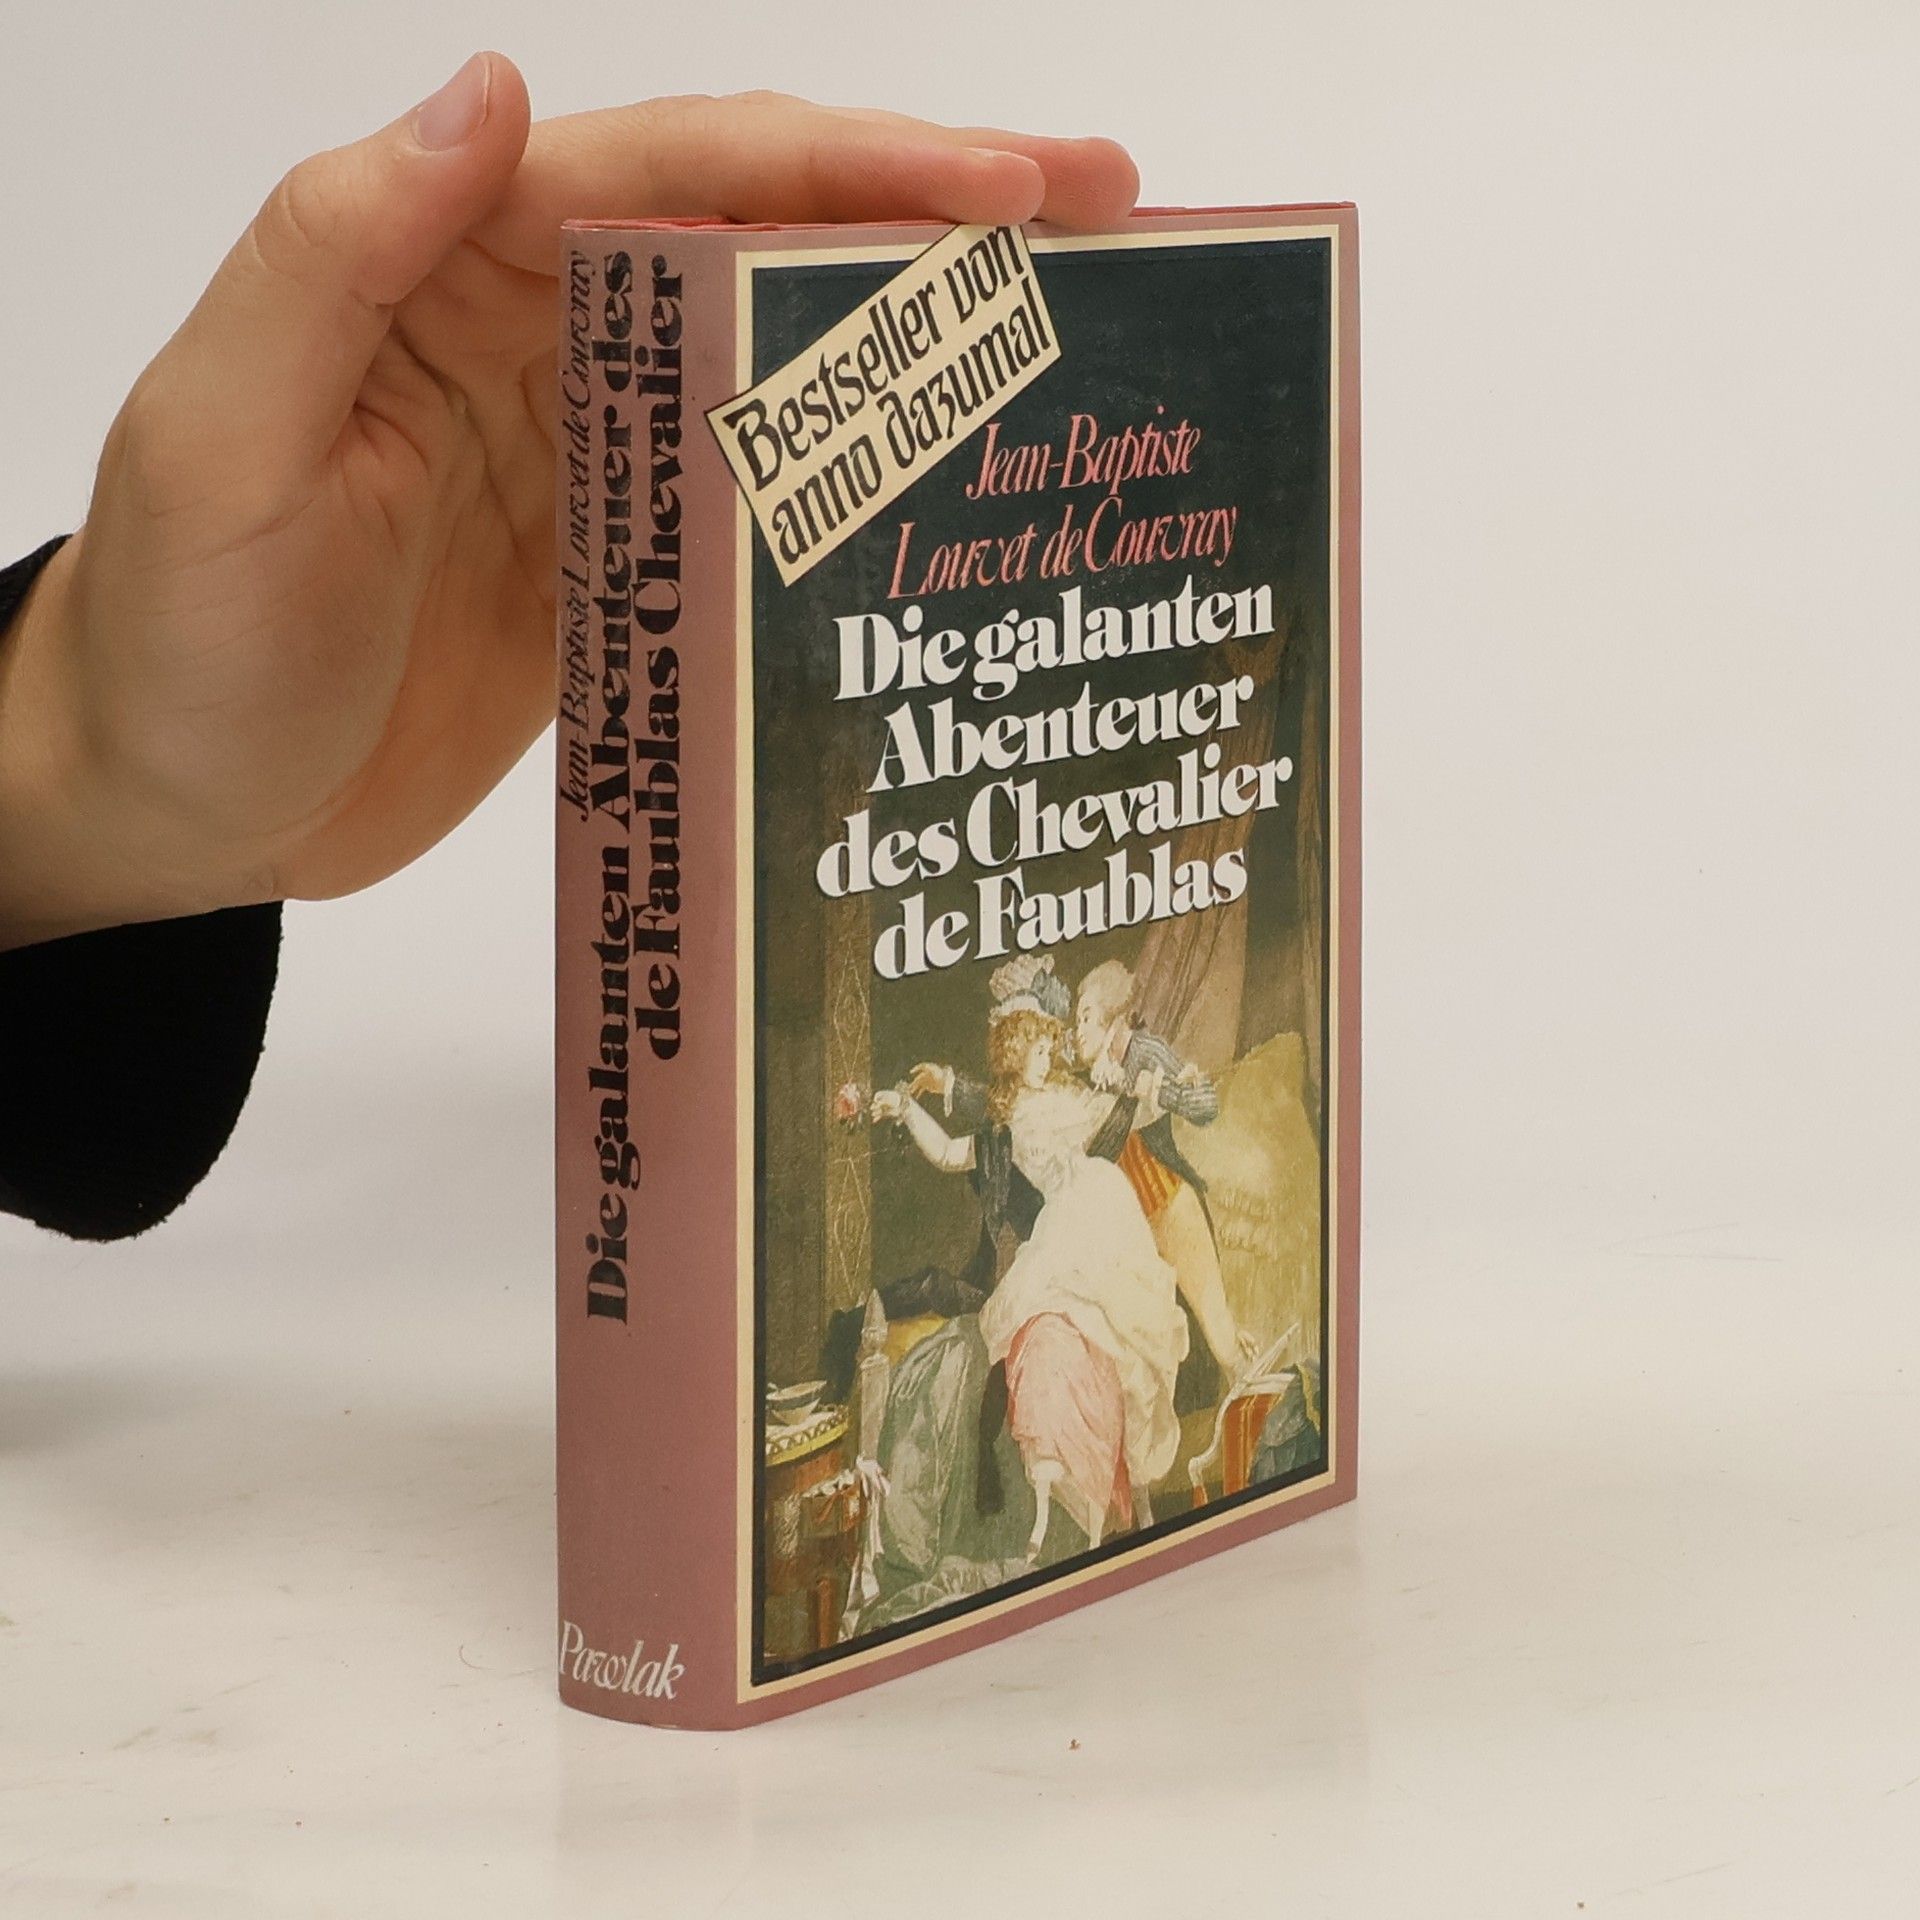 Jean-Baptiste Louvet de Couvray
Die galanten Abenteuer des
de Faublas Chevalier
Pawlak
Bestseller von
anno dazumal
Jean-Baptiste
Louvet de Couvray
Die galanten
Abenteuer
des Chevalier
de Faublas